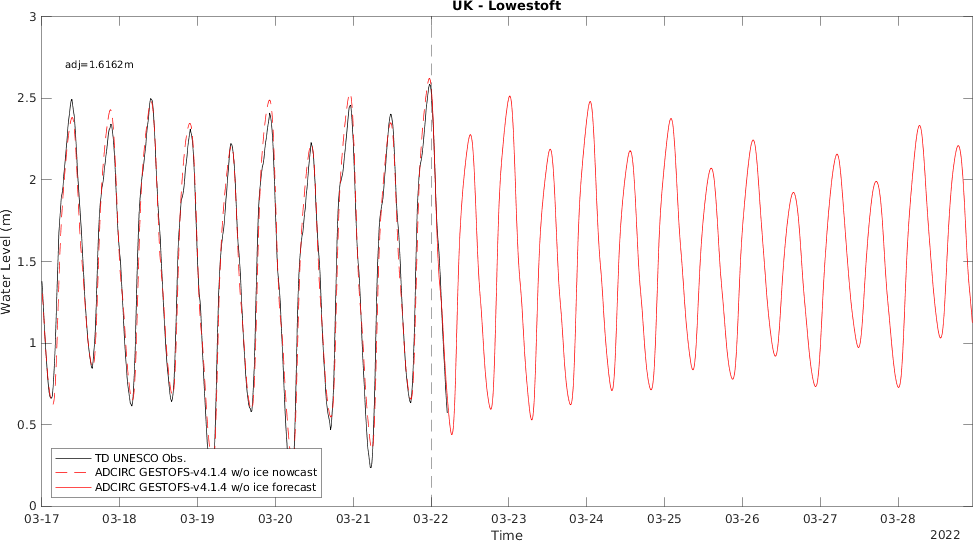 UK - Lowestoft
adj=1.6162m
3
2.5
2
1.5
1
0.5
0
Water Level (m)
TD UNESCO Obs.
ADCIRC GESTOFS-v4.1.4 w/o ice nowcast
ADCIRC GESTOFS-v4.1.4 w/o ice forecast
03-17 03-18 03-19 03-20 03-21 03-22 03-23 03-24 03-25 03-26 03-27 03-28
Time
2022